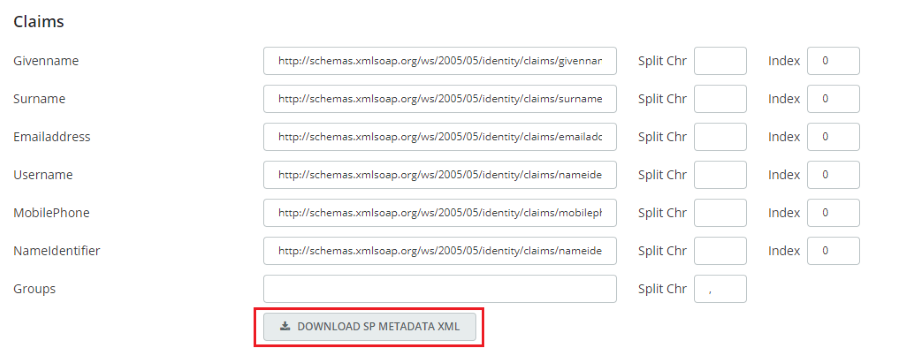 Claims
Givenname http://schemas.xmlsoap.org/ws/2005/05/identity/claims/givennar Split Chr Index 0
Surname http://schemas.xmlsoap.org/ws/2005/05/identity/claims/surname Split Chr Index 0
Emailaddress http://schemas.xmlsoap.org/ws/2005/05/identity/claims/emailadc Split Chr Index 0
Username http://schemas.xmlsoap.org/ws/2005/05/identity/claims/nameide Split Chr Index 0
MobilePhone http://schemas.xmlsoap.org/ws/2005/05/identity/claims/mobileph Split Chr Index 0
NameIdentifier http://schemas.xmlsoap.org/ws/2005/05/identity/claims/nameide Split Chr Index 0
Groups Split Chr ,
DOWNLOAD SP METADATA XML